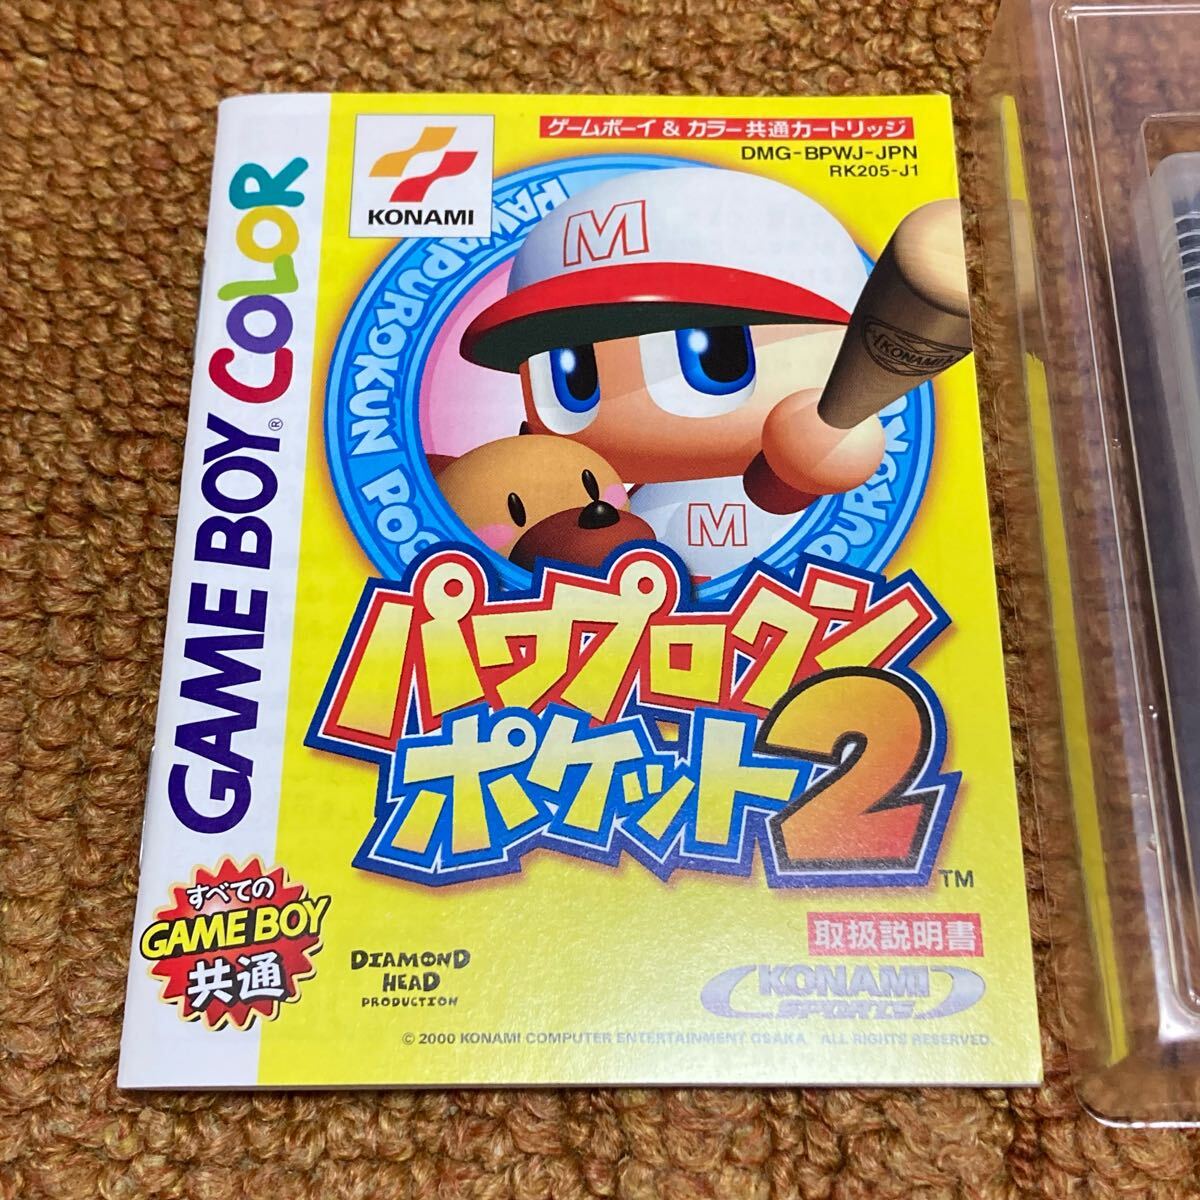 GAME BOY COLOR®
KONAMI
ゲームボーイ&カラー共通カートリッジ
DMG-BPWJ-JPN
RK205-J1
PAWAPUROKUN POC
PUROK
M
KONAMI
M
パワプロクン
ポケット2
TM
すべての
GAME BOY
共通
DIAMOND
HEAD
PRODUCTION
取扱説明書
KONAMI
SPORTS
© 2000 KONAMI COMPUTER ENTERTAINMENT OSAKA ALL RIGHTS RESERVED.